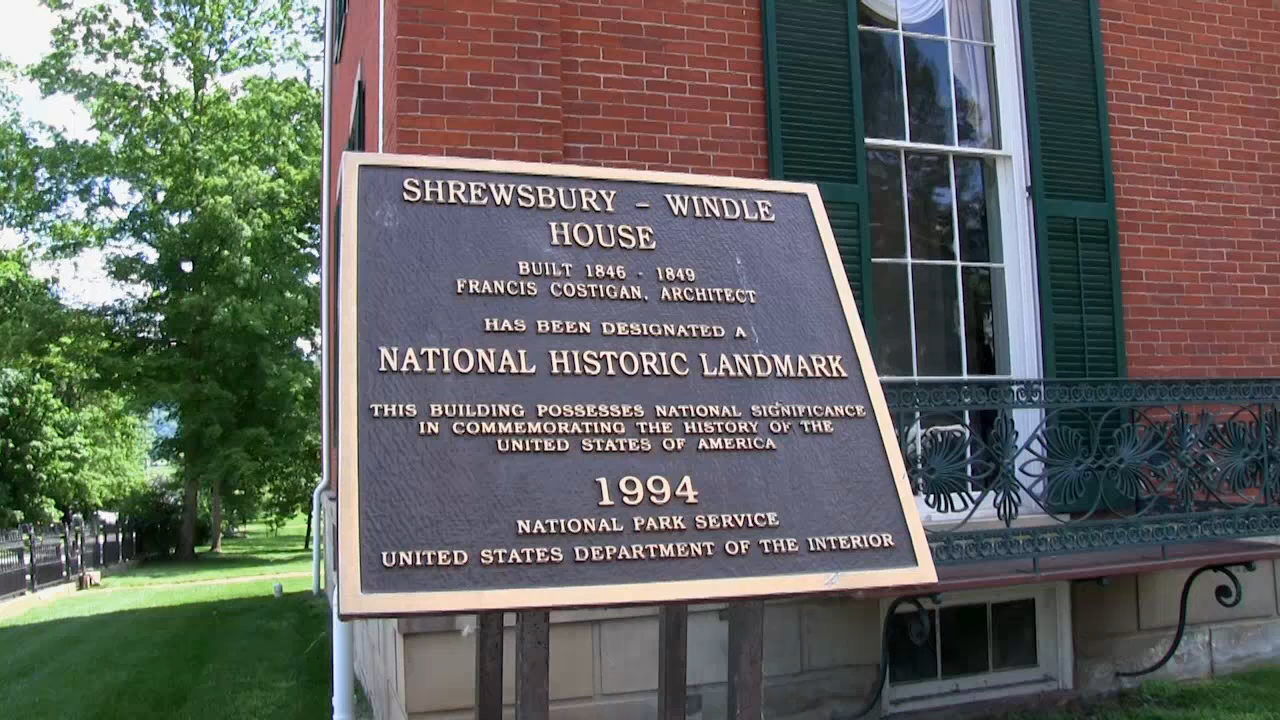 SHREWSBURY - WINDLE
HOUSE
BUILT 1846 - 1849
FRANCIS COSTIGAN, ARCHITECT
HAS BEEN DESIGNATED A
NATIONAL HISTORIC LANDMARK
THIS BUILDING POSSESSES NATIONAL SIGNIFICANCE
IN COMMEMORATING THE HISTORY OF THE
UNITED STATES OF AMERICA
1994
NATIONAL PARK SERVICE
UNITED STATES DEPARTMENT OF THE INTERIOR